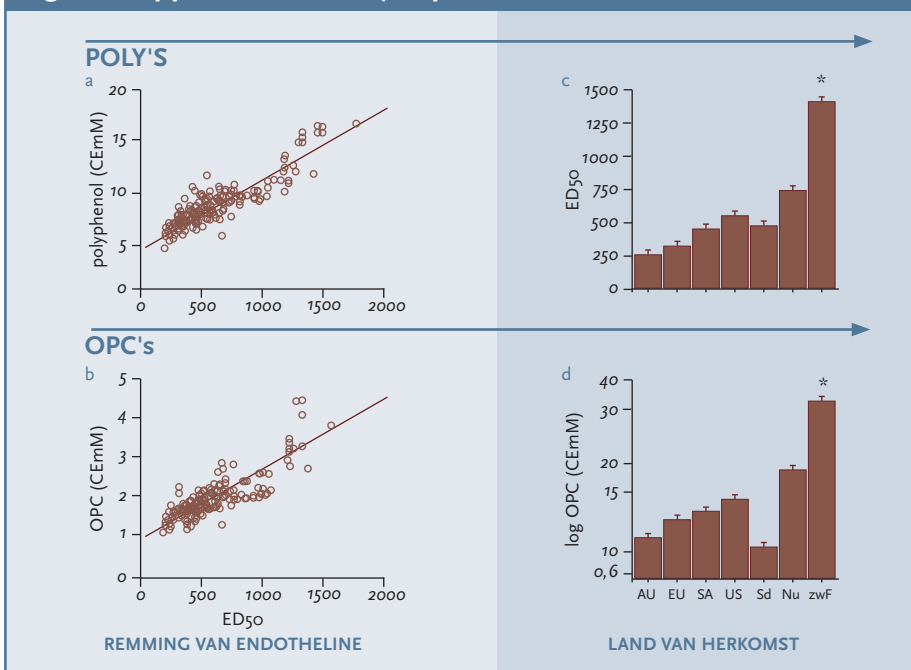 POLY'S
a
polyphenol (CEmM)
20
15
10
5
0
0 500 1000 1500 2000
c
ED50
1500
1250
1000
750
500
250
0
*
OPC's
b
OPC (CEmM)
5
4
3
2
1
0
0 500 1000 1500 2000
ED50
REMMING VAN ENDOTHELINE
d
log OPC (CEmM)
40
30
20
15
10
0,6
*
AU EU SA US Sd Nu zwF
LAND VAN HERKOMST